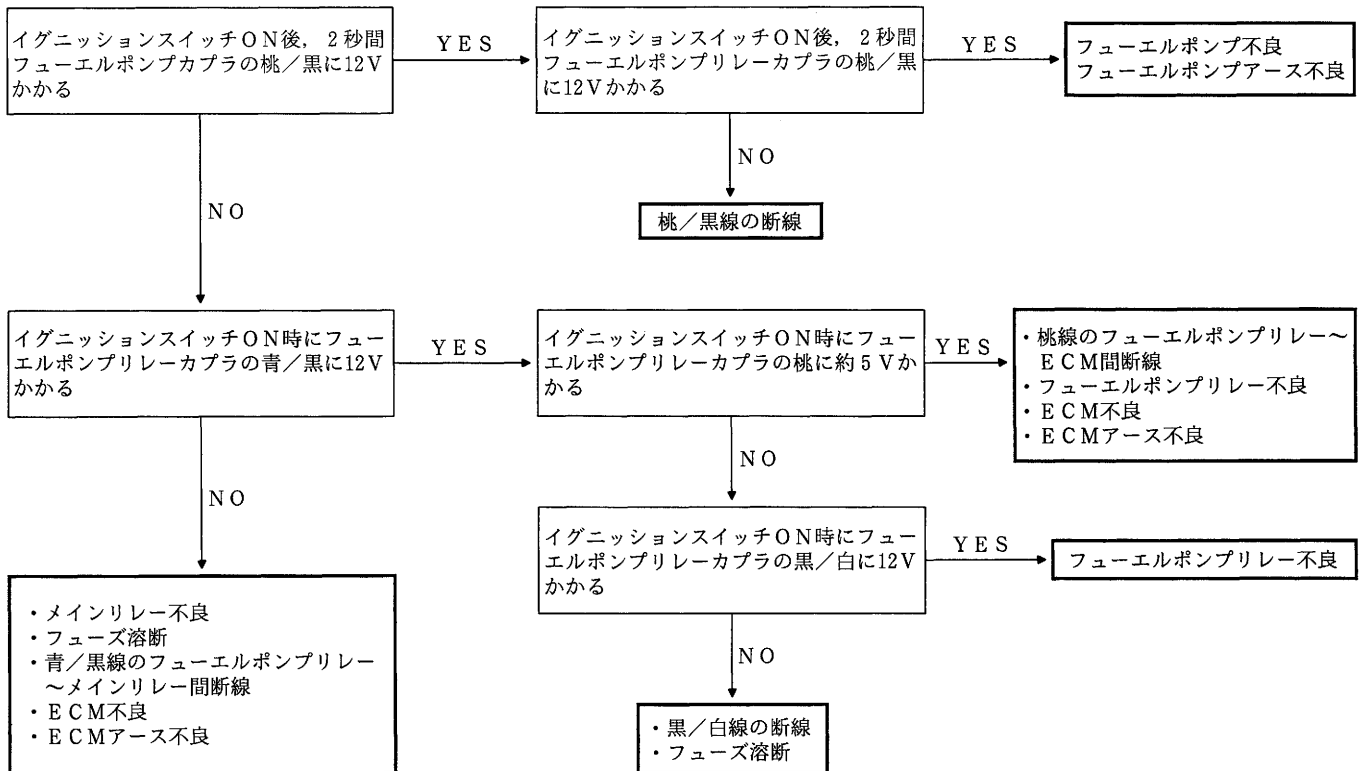 イグニッションスイッチON後,2秒間
フューエルポンプカプラの桃/黒に12V
かかる
YES
イグニッションスイッチON後,2秒間
フューエルポンプリレーカプラの桃/黒
に12Vかかる
YES
フューエルポンプ不良
フューエルポンプアース不良
NO
桃/黒線の断線
NO
イグニッションスイッチON時にフュー
エルポンプリレーカプラの青/黒に12V
かかる
YES
イグニッションスイッチON時にフュー
エルポンプリレーカプラの桃に約5Vか
かる
YES
・桃線のフューエルポンプリレー~
ECM間断線
・フューエルポンプリレー不良
・ECM不良
・ECMアース不良
NO
NO
イグニッションスイッチON時にフュー
エルポンプリレーカプラの黒/白に12V
かかる
YES
フューエルポンプリレー不良
・メインリレー不良
・フューズ溶断
・青/黒線のフューエルポンプリレー
~メインリレー間断線
・ECM不良
・ECMアース不良
NO
・黒/白線の断線
・フューズ溶断